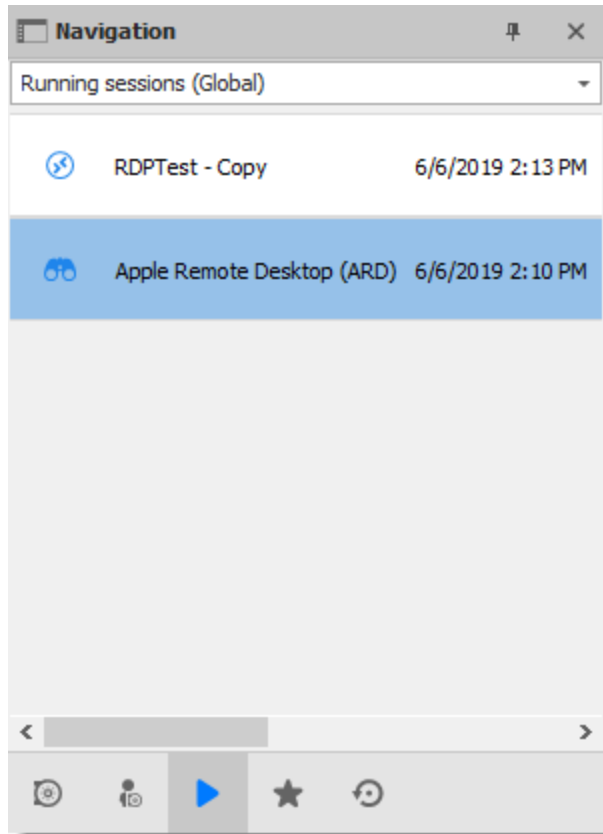 Navigation
Running sessions (Global)
RDPTest - Copy 6/6/2019 2:13 PM
Apple Remote Desktop (ARD) 6/6/2019 2:10 PM